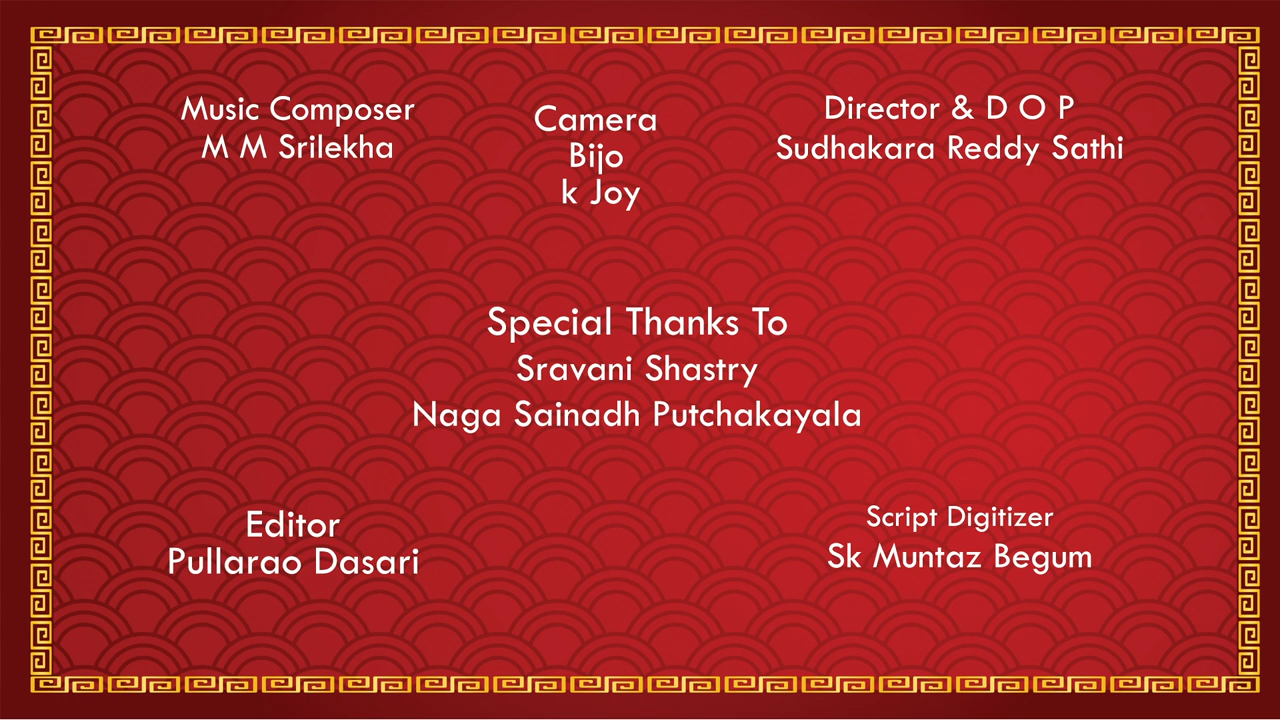 Music Composer
M M Srilekha
Camera
Bijo
k Joy
Director & D O P
Sudhakara Reddy Sathi
Special Thanks To
Sravani Shastry
Naga Sainadh Putchakayala
Editor
Pullarao Dasari
Script Digitizer
Sk Muntaz Begum